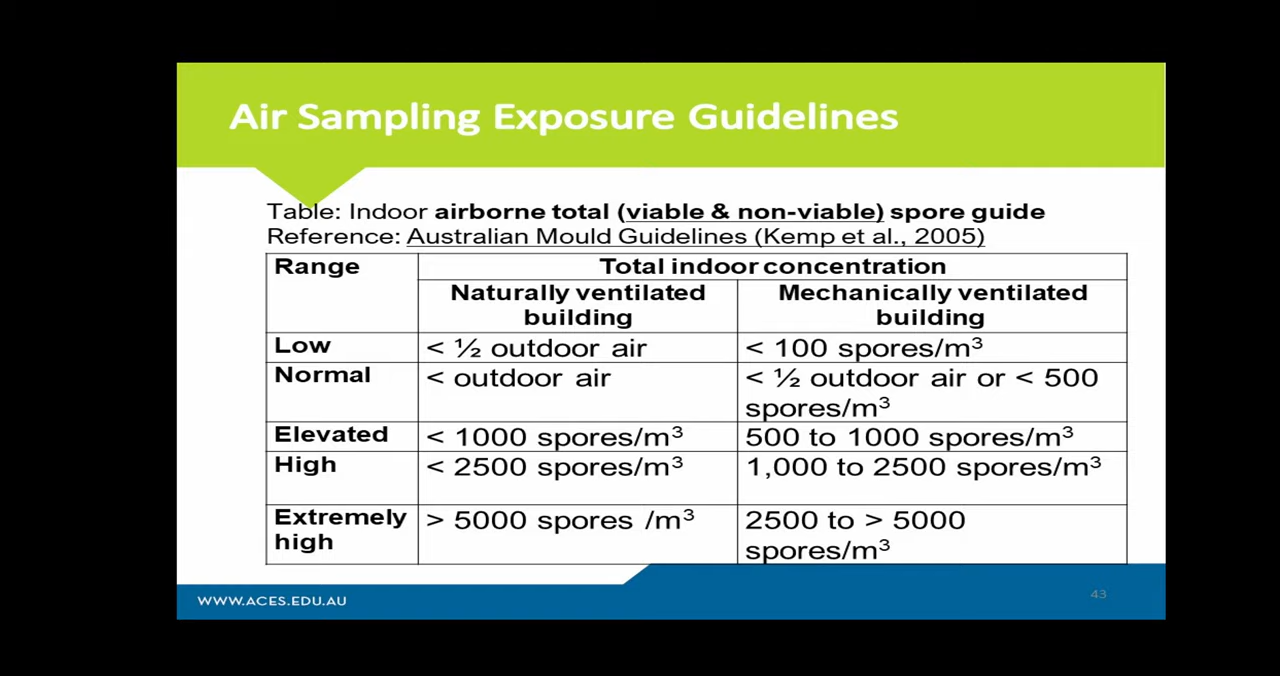 Air Sampling Exposure Guidelines
Table: Indoor airborne total (viable & non-viable) spore guide
Reference: Australian Mould Guidelines (Kemp et al., 2005)
Range
Total indoor concentration
Naturally ventilated
building
Mechanically ventilated
building
Low
< ½ outdoor air
< 100 spores/m³
Normal
< outdoor air
< ½ outdoor air or < 500
spores/m³
Elevated
< 1000 spores/m³
500 to 1000 spores/m³
High
< 2500 spores/m³
1,000 to 2500 spores/m³
Extremely
high
> 5000 spores /m³
2500 to > 5000
spores/m³
WWW.ACES.EDU.AU
43